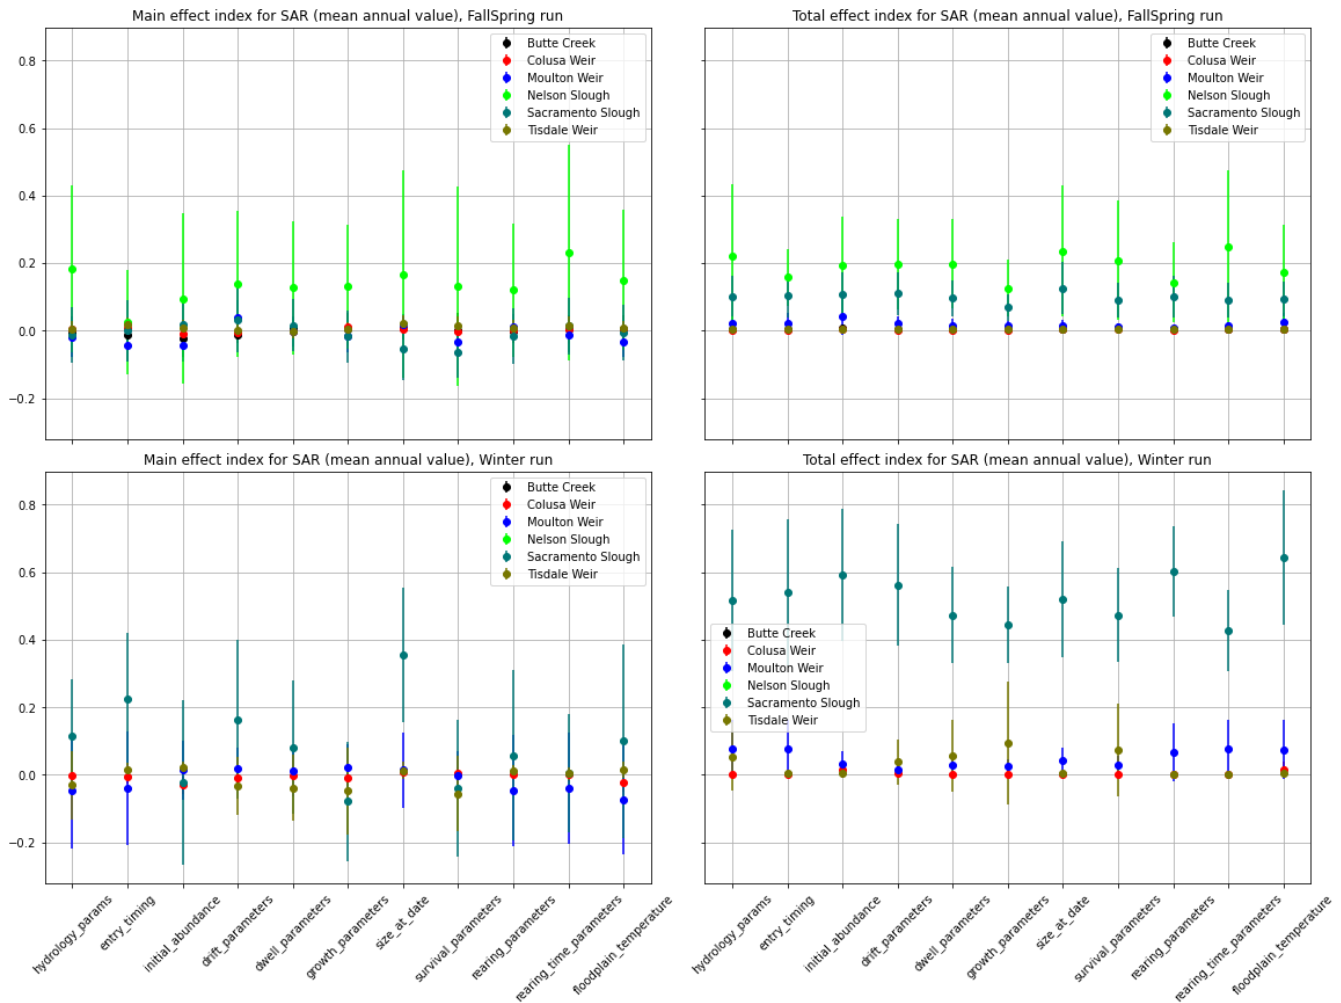 Main effect index for SAR (mean annual value), FallSpring run
0.8
0.6
0.4
0.2
0.0
−0.2
Butte Creek
Colusa Weir
Moulton Weir
Nelson Slough
Sacramento Slough
Tisdale Weir
Total effect index for SAR (mean annual value), FallSpring run
Butte Creek
Colusa Weir
Moulton Weir
Nelson Slough
Sacramento Slough
Tisdale Weir
Main effect index for SAR (mean annual value), Winter run
0.8
0.6
0.4
0.2
0.0
−0.2
Butte Creek
Colusa Weir
Moulton Weir
Nelson Slough
Sacramento Slough
Tisdale Weir
hydrology_params
entry_timing
initial_abundance
drift_parameters
dwell_parameters
growth_parameters
size_at_date
survival_parameters
rearing_parameters
rearing_time_parameters
floodplain_temperature
Total effect index for SAR (mean annual value), Winter run
Butte Creek
Colusa Weir
Moulton Weir
Nelson Slough
Sacramento Slough
Tisdale Weir
hydrology_params
entry_timing
initial_abundance
drift_parameters
dwell_parameters
growth_parameters
size_at_date
survival_parameters
rearing_parameters
rearing_time_parameters
floodplain_temperature